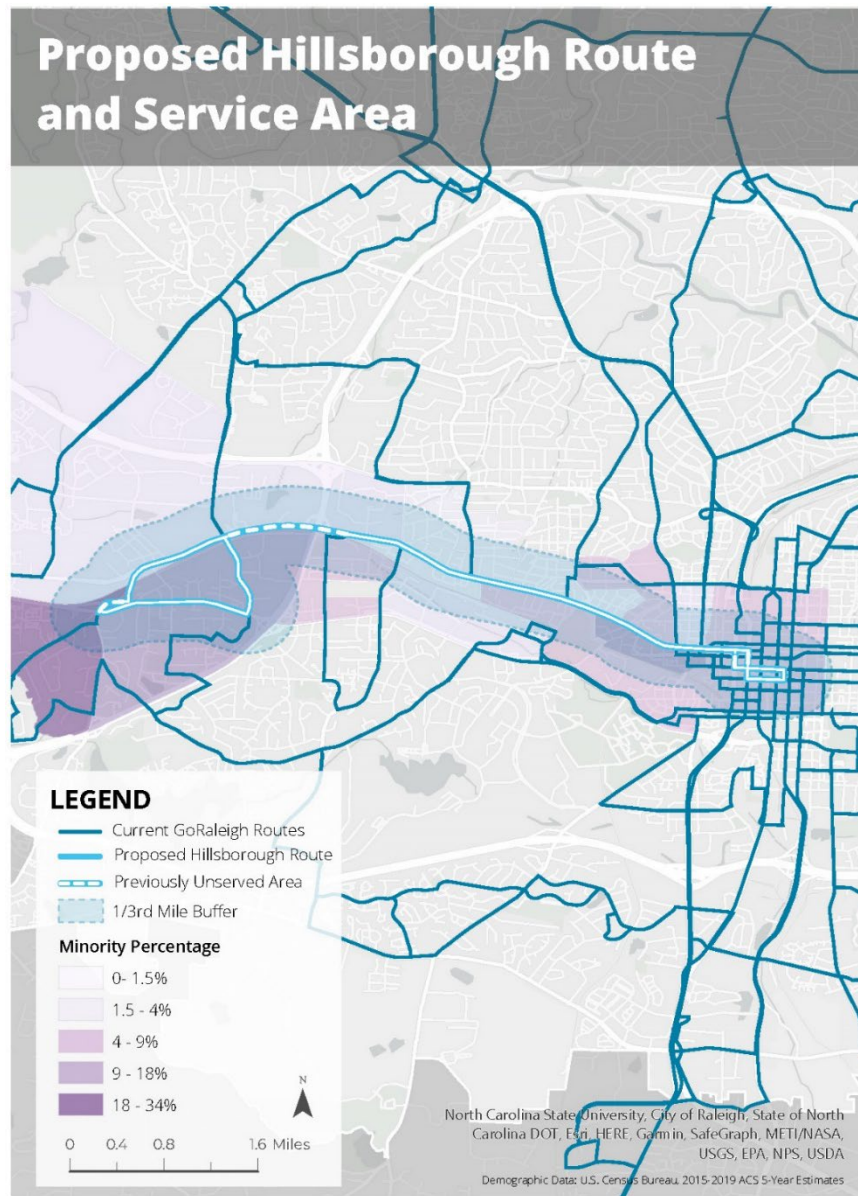 Proposed Hillsborough Route
and Service Area
LEGEND
Current GoRaleigh Routes
Proposed Hillsborough Route
Previously Unserved Area
1/3rd Mile Buffer
Minority Percentage
0- 1.5%
1.5 - 4%
4 - 9%
9 - 18%
18 - 34%
N
0 0.4 0.8 1.6 Miles
North Carolina State University, City of Raleigh, State of North
Carolina DOT, Esri, HERE, Garmin, SafeGraph, METI/NASA,
USGS, EPA, NPS, USDA
Demographic Data: U.S. Census Bureau. 2015-2019 ACS 5-Year Estimates